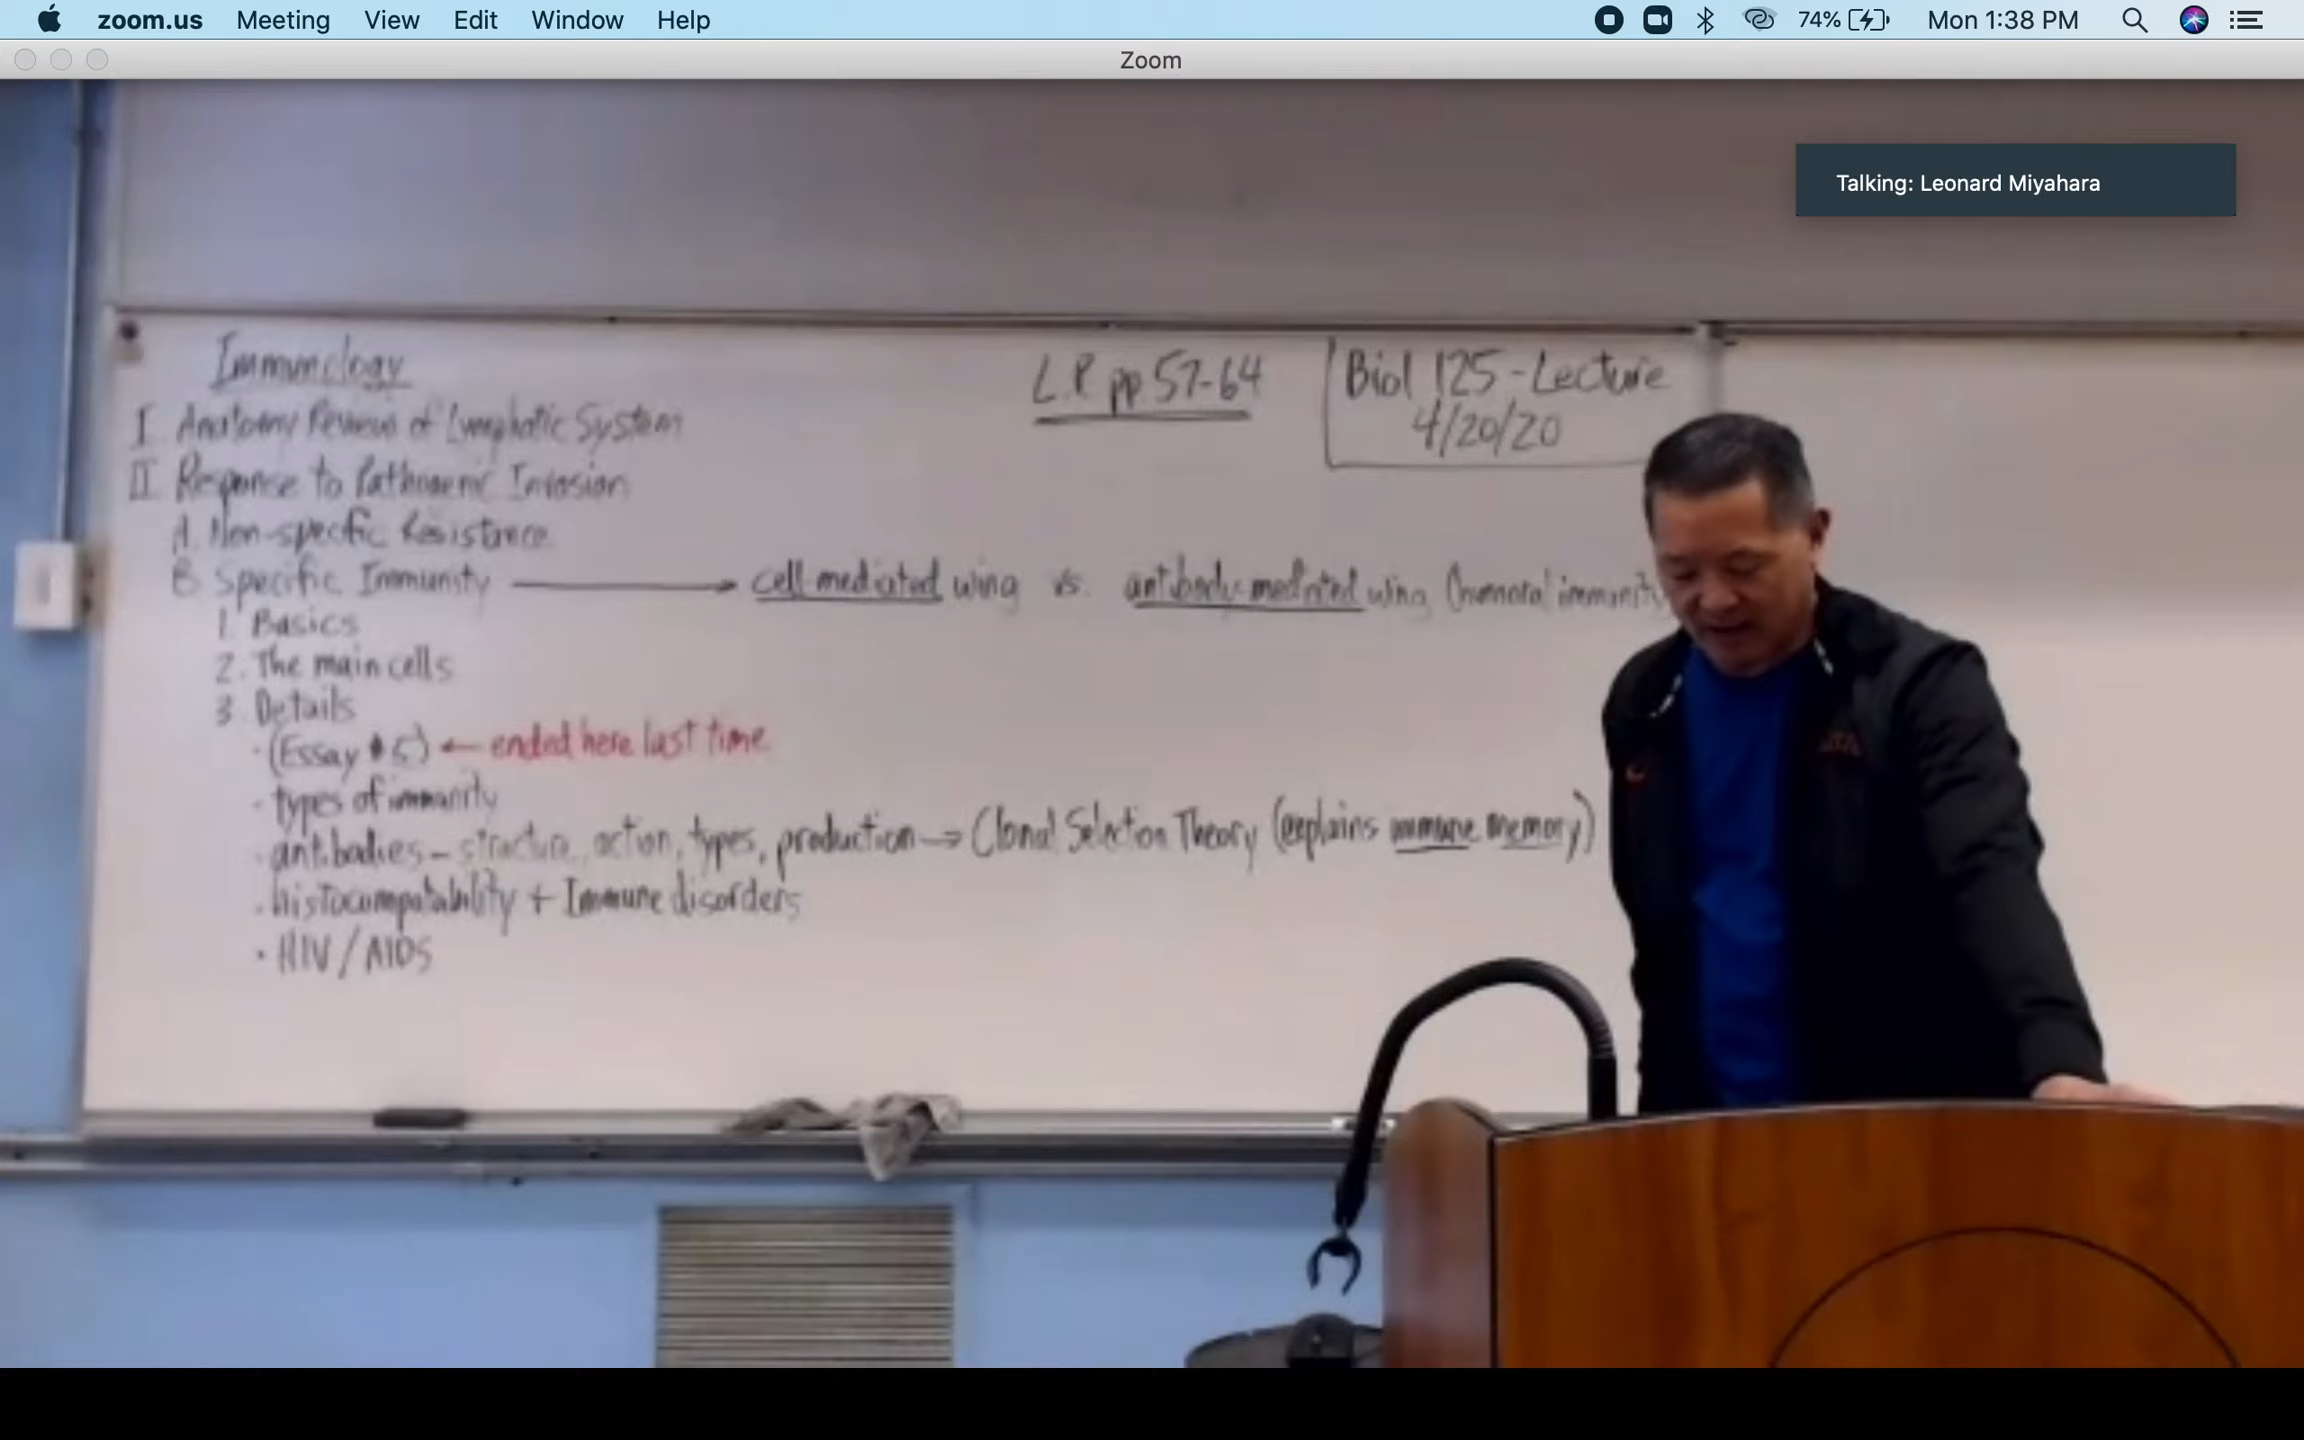 zoom.us Meeting View Edit Window Help 74% Mon 1:38 PM
Zoom
Talking: Leonard Miyahara
Immunology
L.P. pp 57-64
Biol 125 - Lecture
4/20/20
I. Anatomy Review of Lymphatic System
II. Response to Pathogenic Invasion
A. Non-specific Resistance
B. Specific Immunity → cell-mediated wing vs. antibody-mediated wing (humoral immunity
1. Basics
2. The main cells
3. Details
· (Essay #5) ← ended here last time
· types of immunity
· antibodies - structure, action, types, production → Clonal Selection Theory (explains immune memory)
· histocompatability + Immune disorders
· HIV/AIDS